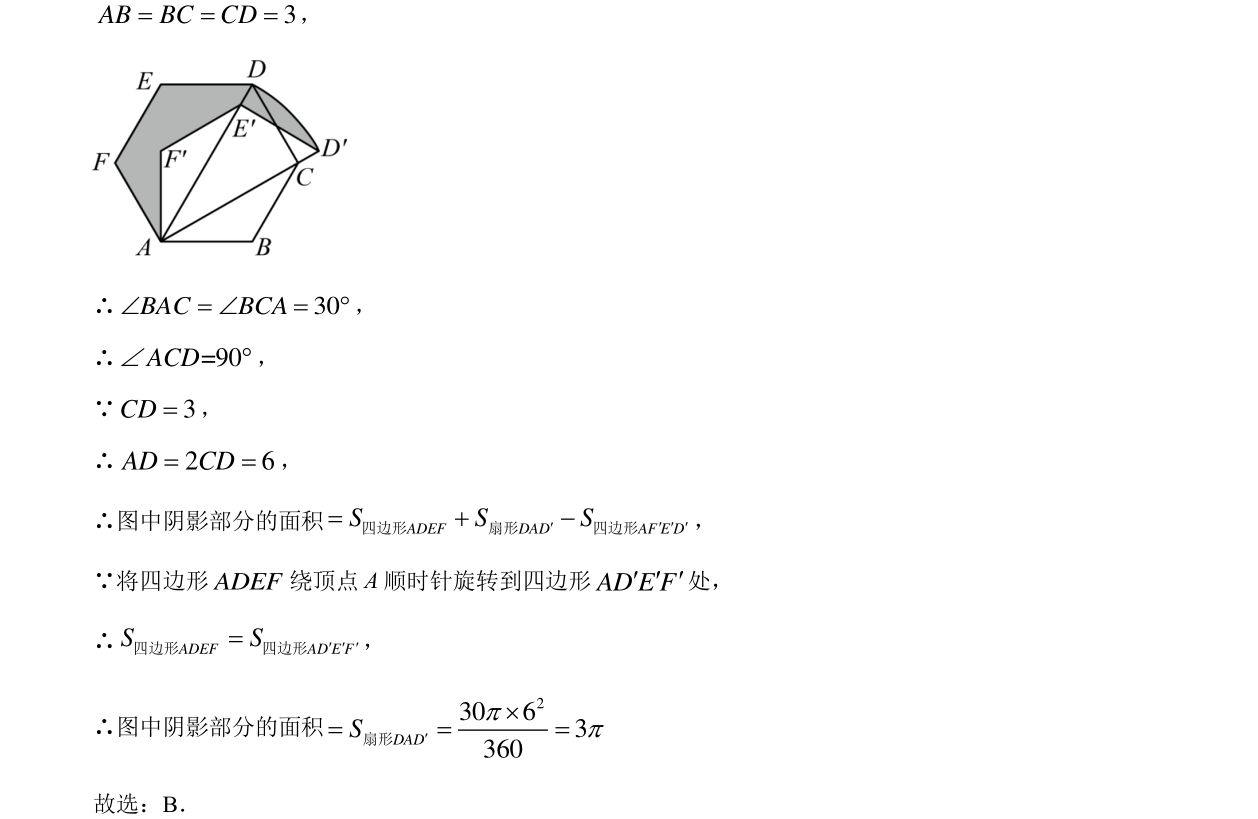 AB = BC = CD = 3，
E D
E′
F F′ D′
C
A B
∴ ∠BAC = ∠BCA = 30°，
∴ ∠ACD=90°，
∵ CD = 3，
∴ AD = 2CD = 6，
∴图中阴影部分的面积 = S四边形ADEF + S扇形DAD′ − S四边形AF′E′D′，
∵将四边形 ADEF 绕顶点 A 顺时针旋转到四边形 AD′E′F′ 处，
∴ S四边形ADEF = S四边形AD′E′F′，
∴图中阴影部分的面积 = S扇形DAD′ = 30π×6²/360 = 3π
故选：B．